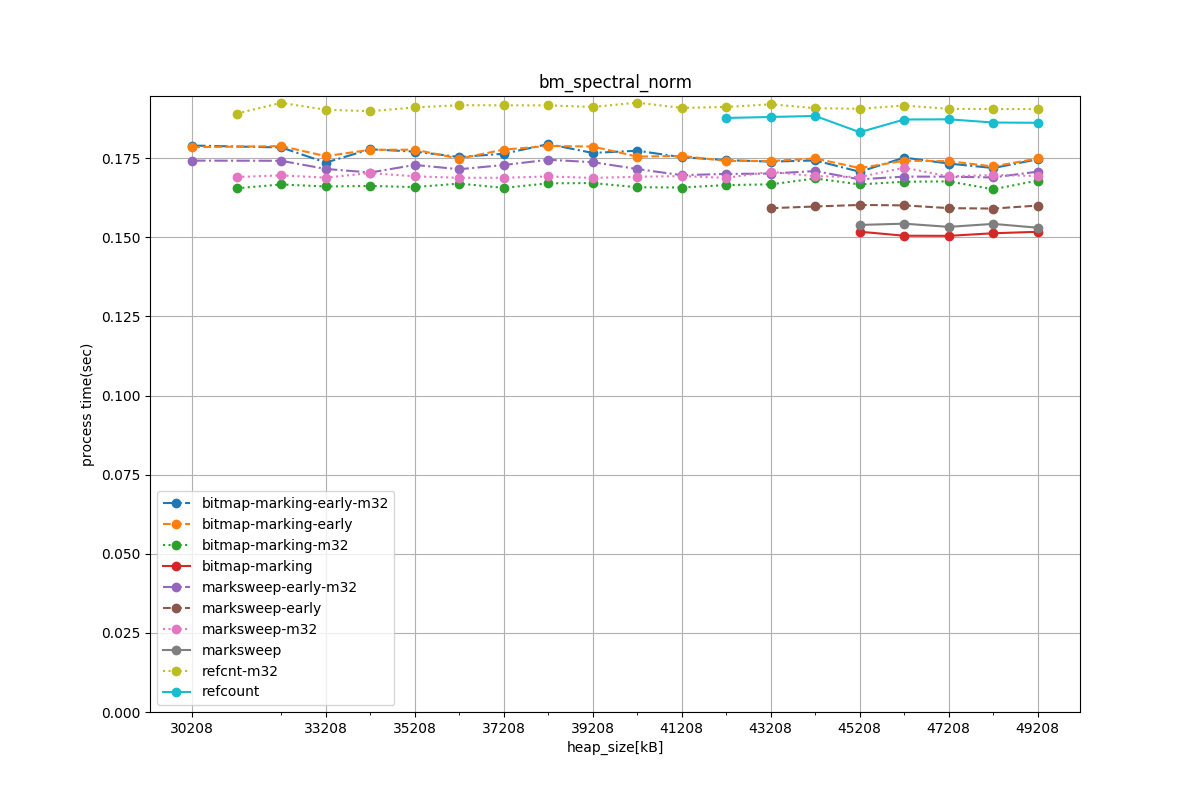 bm_spectral_norm
process time(sec)
0.175
0.150
0.125
0.100
0.075
0.050
0.025
0.000
bitmap-marking-early-m32
bitmap-marking-early
bitmap-marking-m32
bitmap-marking
marksweep-early-m32
marksweep-early
marksweep-m32
marksweep
refcnt-m32
refcount
30208 33208 35208 37208 39208 41208 43208 45208 47208 49208
heap_size[kB]